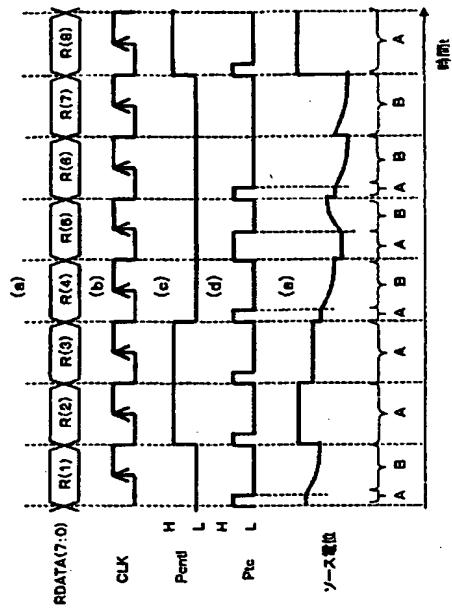 (a)
RDATA(7:0) R(1) R(2) R(3) R(4) R(5) R(6) R(7) R(8)
(b)
CLK
(c)
Pcntl H L
(d)
Ptc H L
(e)
ソース電位
A B A A A B A B A B B A
時間t